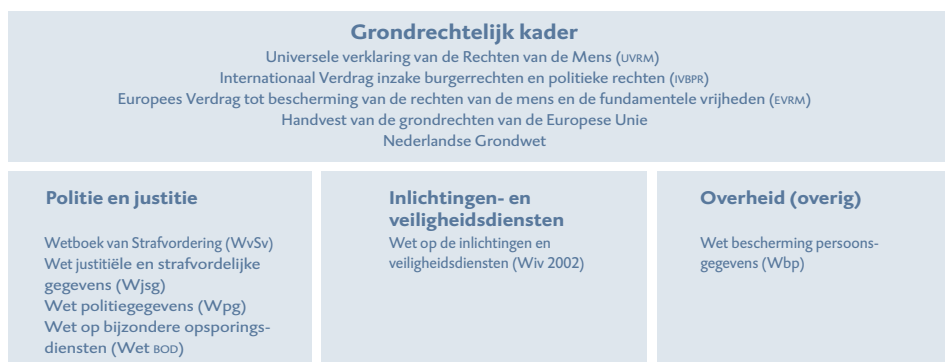 Grondrechtelijk kader
Universele verklaring van de Rechten van de Mens (UVRM)
Internationaal Verdrag inzake burgerrechten en politieke rechten (IVBPR)
Europees Verdrag tot bescherming van de rechten van de mens en de fundamentele vrijheden (EVRM)
Handvest van de grondrechten van de Europese Unie
Nederlandse Grondwet
Politie en justitie
Wetboek van Strafvordering (WvSv)
Wet justitiële en strafvordelijke
gegevens (Wjsg)
Wet politiegegevens (Wpg)
Wet op bijzondere opsporings-
diensten (Wet BOD)
Inlichtingen- en
veiligheidsdiensten
Wet op de inlichtingen en
veiligheidsdiensten (Wiv 2002)
Overheid (overig)
Wet bescherming persoons-
gegevens (Wbp)